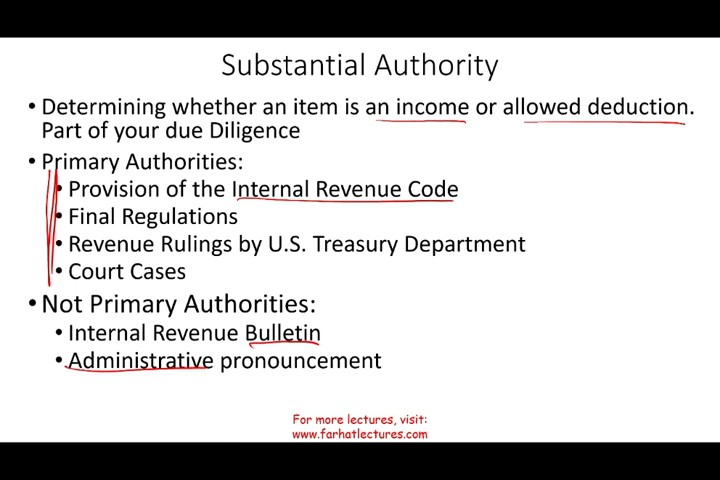 Substantial Authority
• Determining whether an item is an income or allowed deduction.
Part of your due Diligence
• Primary Authorities:
• Provision of the Internal Revenue Code
• Final Regulations
• Revenue Rulings by U.S. Treasury Department
• Court Cases
• Not Primary Authorities:
• Internal Revenue Bulletin
• Administrative pronouncement
For more lectures, visit:
www.farhatlectures.com